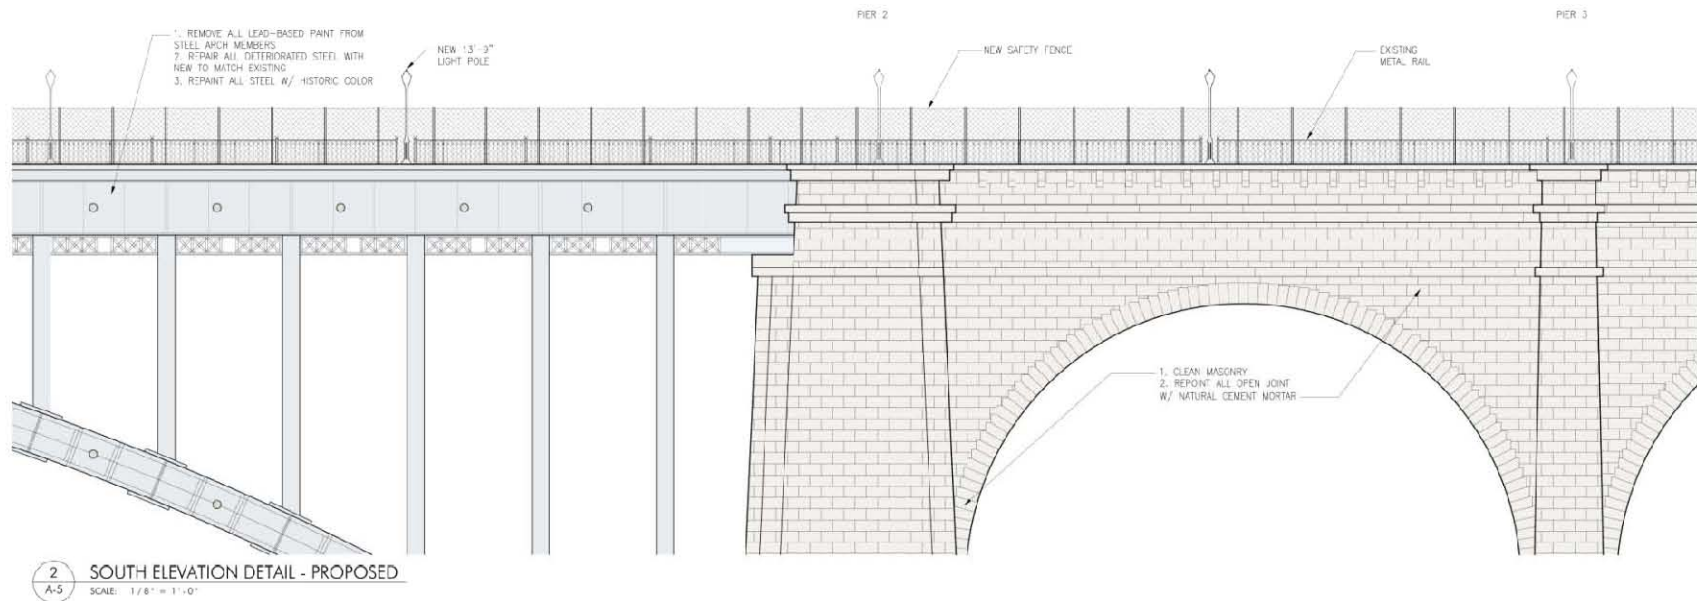 PIER 2
PIER 3
1. REMOVE ALL LEAD-BASED PAINT FROM
STEEL ARCH MEMBERS
2. REPAIR ALL DETERIORATED STEEL WITH
NEW TO MATCH EXISTING
3. REPAINT ALL STEEL W/ HISTORIC COLOR
NEW 13'-9"
LIGHT POLE
NEW SAFETY FENCE
EXISTING
METAL RAIL
1. CLEAN MASONRY
2. REPOINT ALL OPEN JOINT
W/ NATURAL CEMENT MORTAR
2
A-5
SOUTH ELEVATION DETAIL - PROPOSED
SCALE: 1/8" = 1'-0"